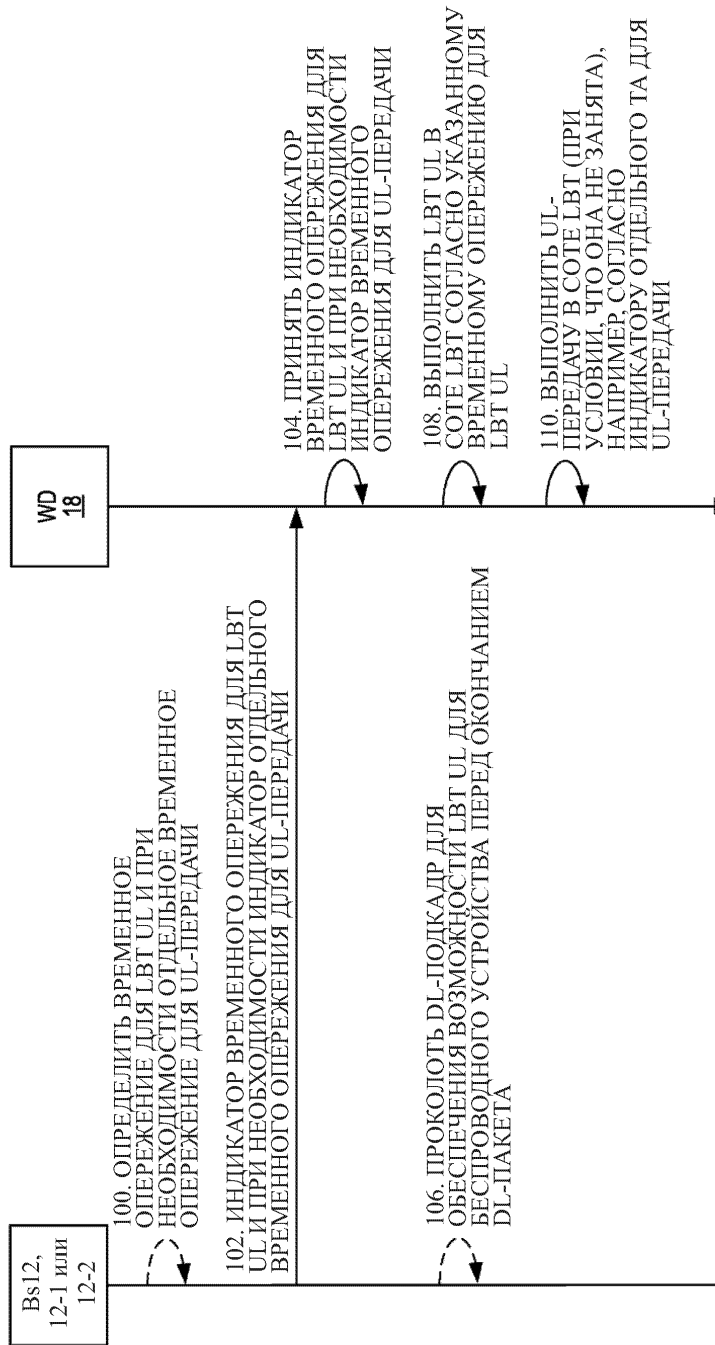 Bs12,
12-1 или
12-2
WD
18
100. ОПРЕДЕЛИТЬ ВРЕМЕННОЕ
ОПЕРЕЖЕНИЕ ДЛЯ LBT UL И ПРИ
НЕОБХОДИМОСТИ ОТДЕЛЬНОЕ ВРЕМЕННОЕ
ОПЕРЕЖЕНИЕ ДЛЯ UL-ПЕРЕДАЧИ
102. ИНДИКАТОР ВРЕМЕННОГО ОПЕРЕЖЕНИЯ ДЛЯ LBT
UL И ПРИ НЕОБХОДИМОСТИ ИНДИКАТОР ОТДЕЛЬНОГО
ВРЕМЕННОГО ОПЕРЕЖЕНИЯ ДЛЯ UL-ПЕРЕДАЧИ
104. ПРИНЯТЬ ИНДИКАТОР
ВРЕМЕННОГО ОПЕРЕЖЕНИЯ ДЛЯ
LBT UL И ПРИ НЕОБХОДИМОСТИ
ИНДИКАТОР ВРЕМЕННОГО
ОПЕРЕЖЕНИЯ ДЛЯ UL-ПЕРЕДАЧИ
106. ПРОКОЛОТЬ DL-ПОДКАДР ДЛЯ
ОБЕСПЕЧЕНИЯ ВОЗМОЖНОСТИ LBT UL ДЛЯ
БЕСПРОВОДНОГО УСТРОЙСТВА ПЕРЕД ОКОНЧАНИЕМ
DL-ПАКЕТА
108. ВЫПОЛНИТЬ LBT UL В
СОТЕ LBT СОГЛАСНО УКАЗАННОМУ
ВРЕМЕННОМУ ОПЕРЕЖЕНИЮ ДЛЯ
LBT UL
110. ВЫПОЛНИТЬ UL-
ПЕРЕДАЧУ В СОТЕ LBT (ПРИ
УСЛОВИИ, ЧТО ОНА НЕ ЗАНЯТА),
НАПРИМЕР, СОГЛАСНО
ИНДИКАТОРУ ОТДЕЛЬНОГО ТА ДЛЯ
UL-ПЕРЕДАЧИ